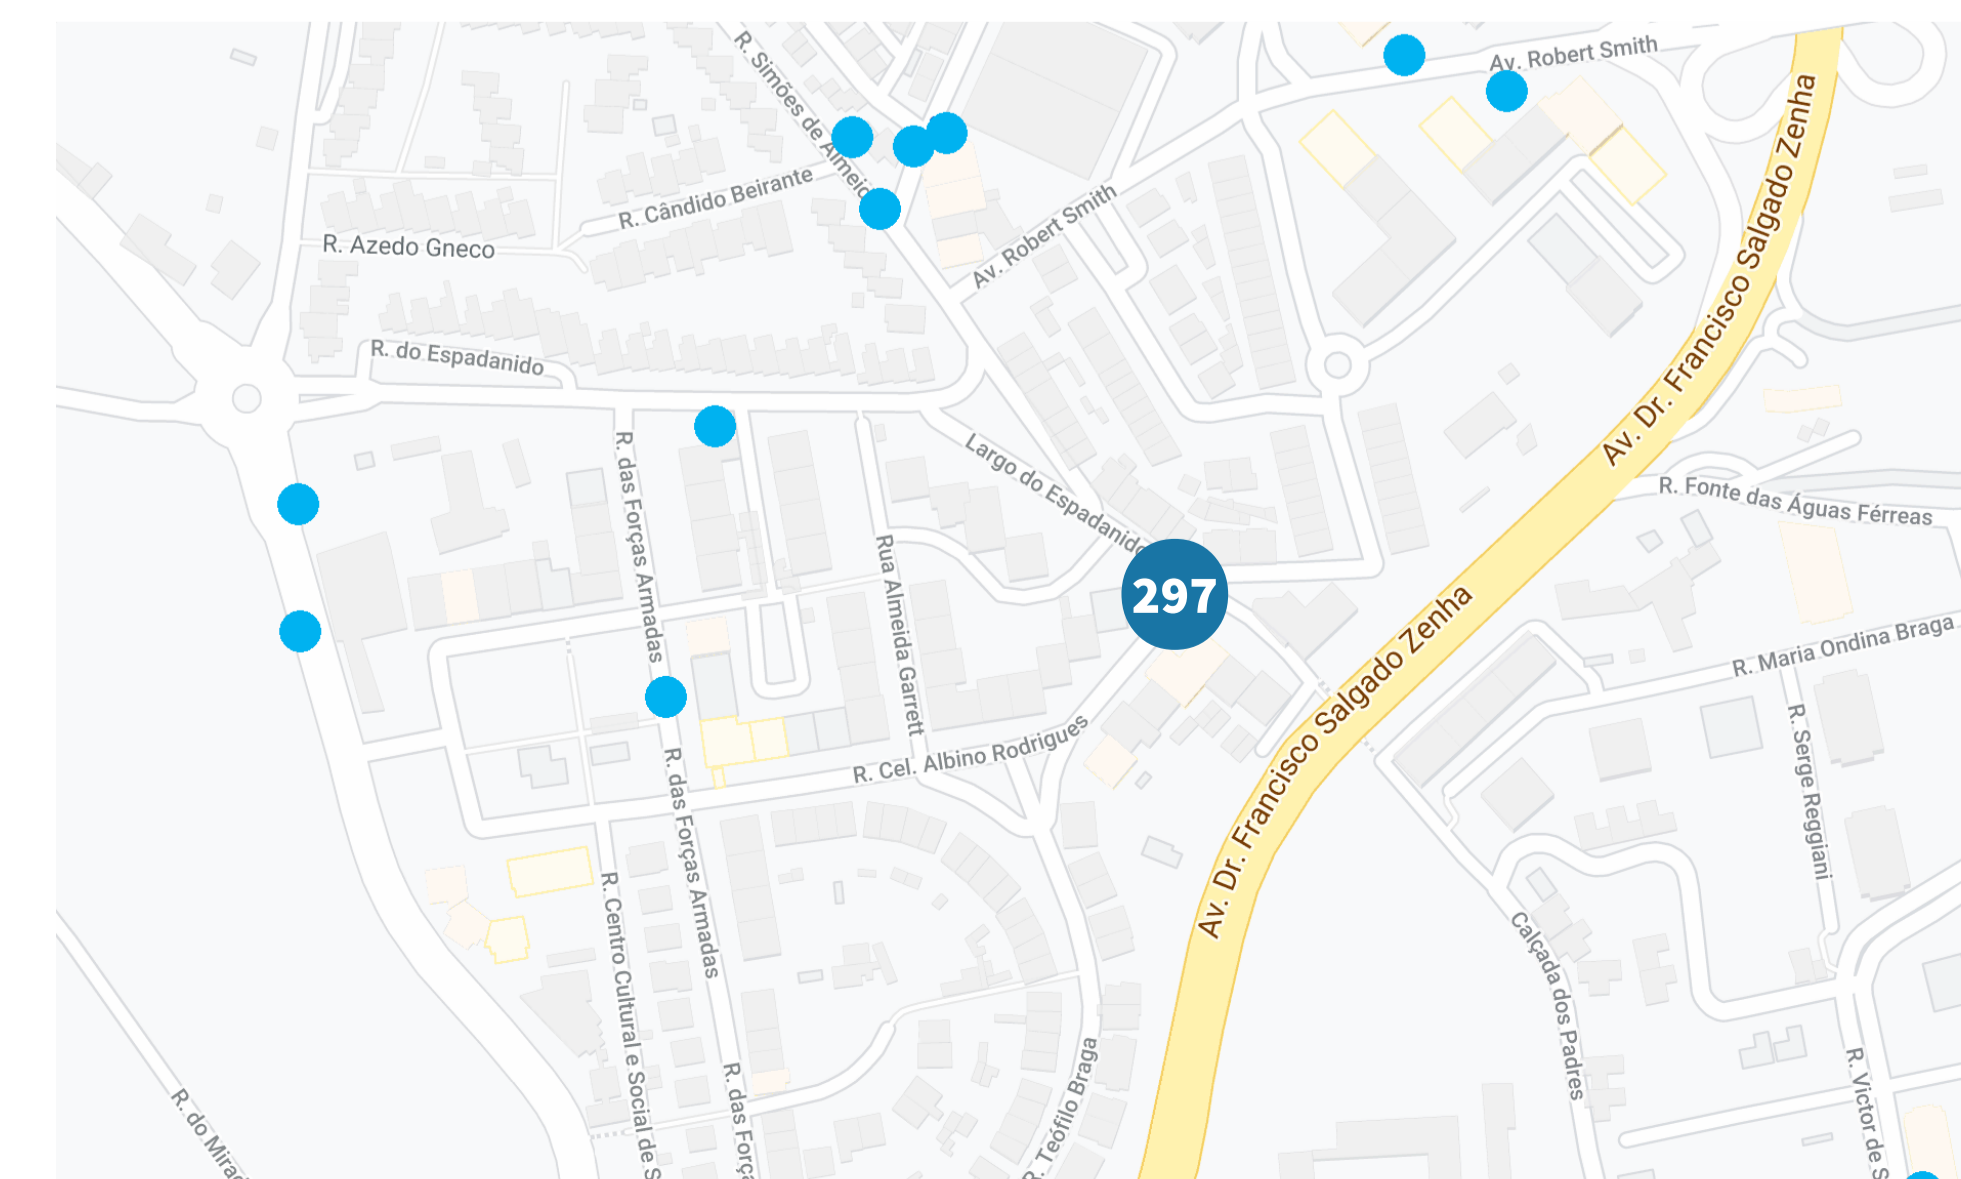 R. Simões de Almeida
Av. Robert Smith
R. Cândido Beirante
R. Azedo Gneco
Av. Robert Smith
Av. Dr. Francisco Salgado Zenha
R. do Espadanido
R. das Forças Armadas
Largo do Espadanido
R. Fonte das Águas Férreas
Rua Almeida Garrett
297
R. Maria Ondina Braga
Av. Dr. Francisco Salgado Zenha
R. Cel. Albino Rodrigues
R. das Forças Armadas
R. Serge Reggiani
R. Centro Cultural e Social de S
Calçada dos Padres
R. Teófilo Braga
R. Victor de S
R. das Força
R. do Mirad